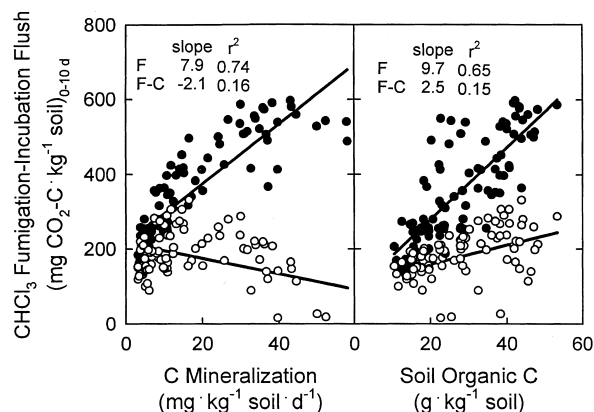 CHCl₃ Fumigation-Incubation Flush
(mg CO₂-C · kg⁻¹ soil)₀₋₁₀ d
800
600
400
200
0
slope r²
F 7.9 0.74
F-C -2.1 0.16
slope r²
F 9.7 0.65
F-C 2.5 0.15
0 20 40 0 20 40 60
C Mineralization
(mg · kg⁻¹ soil · d⁻¹)
Soil Organic C
(g · kg⁻¹ soil)